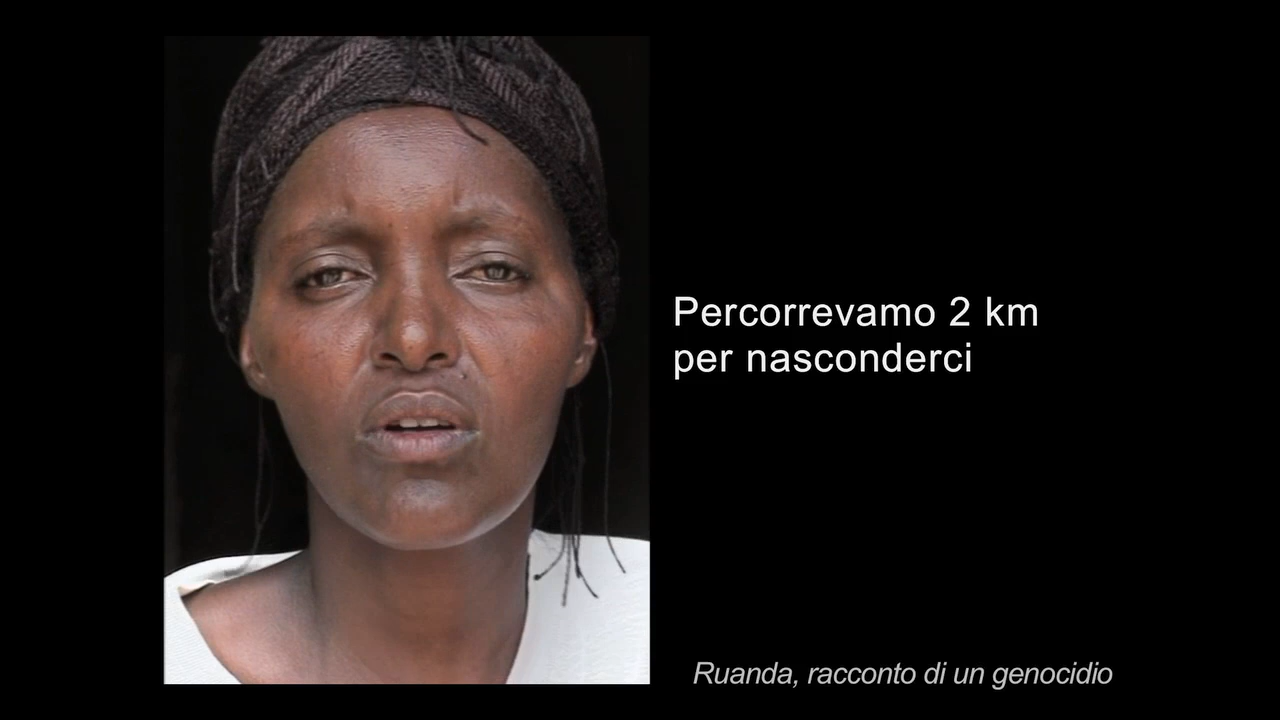 Percorrevamo 2 km
per nasconderci
Ruanda, racconto di un genocidio